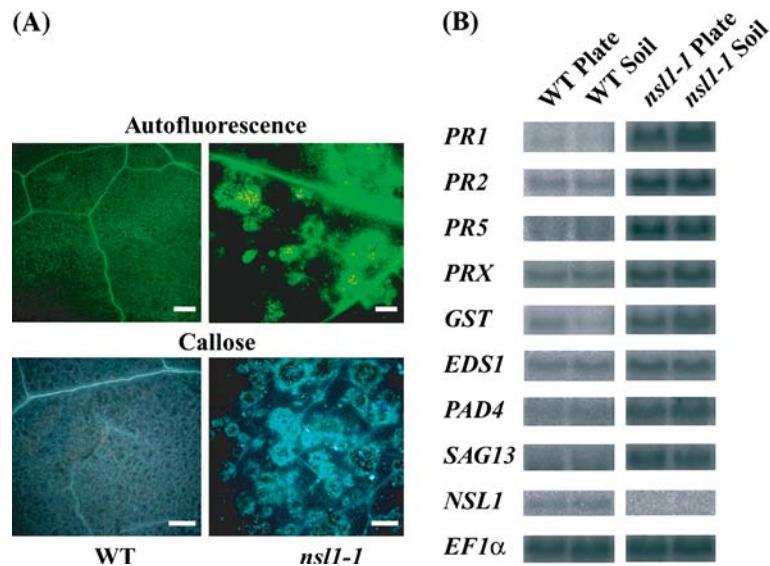 (A)
Autofluorescence
Callose
WT
nsl1-1
(B)
WT Plate
WT Soil
nsl1-1 Plate
nsl1-1 Soil
PR1
PR2
PR5
PRX
GST
EDS1
PAD4
SAG13
NSL1
EF1α